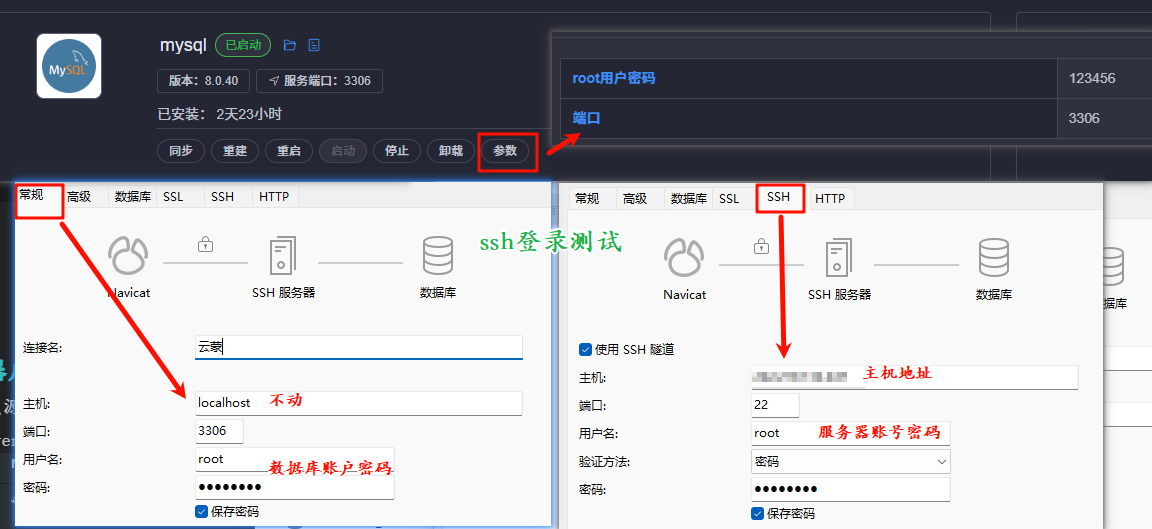 mysql 已启动
MySQL
版本：8.0.40 服务端口：3306
已安装： 2天23小时
同步 重建 重启 启动 停止 卸载 参数
root用户密码 123456
端口 3306
常规 高级 数据库 SSL SSH HTTP
Navicat SSH 服务器 数据库
连接名: 云蒙
主机: localhost 不动
端口: 3306
用户名: root
数据库账户密码
密码: ●●●●●●●●
保存密码
ssh登录测试
常规 高级 数据库 SSL SSH HTTP
Navicat SSH 服务器 数据库
使用 SSH 隧道
主机: 主机地址
端口: 22
用户名: root 服务器账号密码
验证方法: 密码
密码: ●●●●●●●●
保存密码
据库